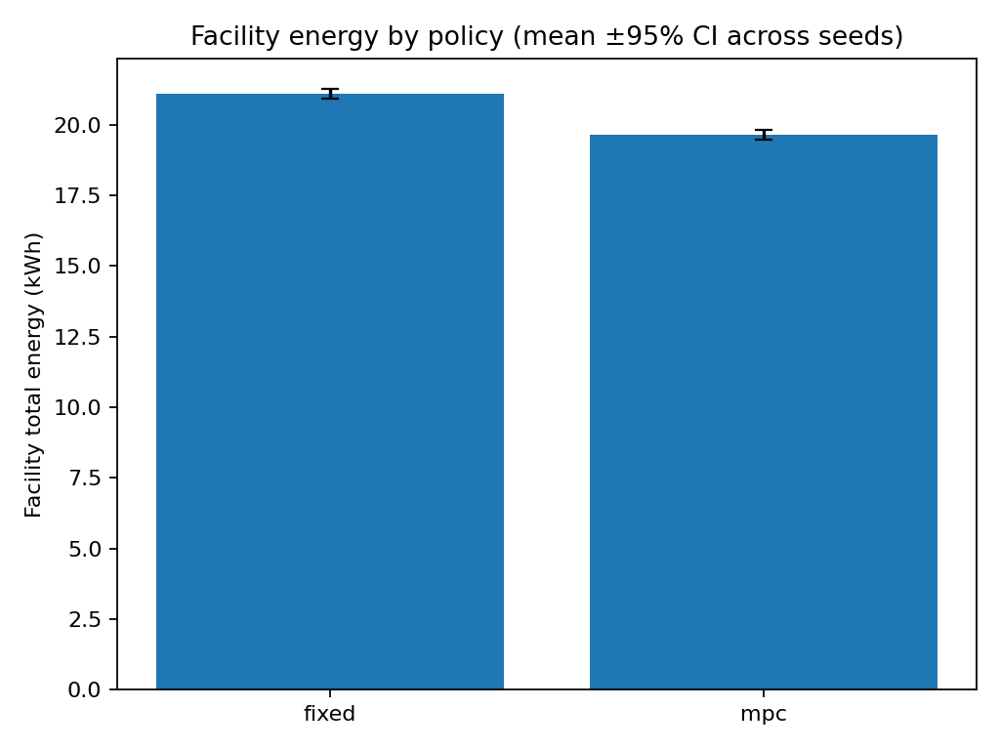 Facility energy by policy (mean ±95% CI across seeds)
Facility total energy (kWh)
20.0
17.5
15.0
12.5
10.0
7.5
5.0
2.5
0.0
fixed
mpc